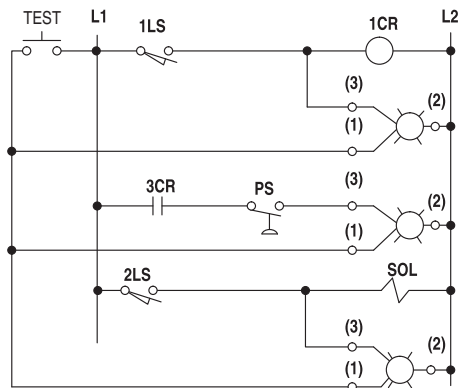 TEST L1 1LS 1CR L2
(3)
(1) (2)
3CR PS (3)
(1) (2)
2LS SOL
(3)
(1) (2)